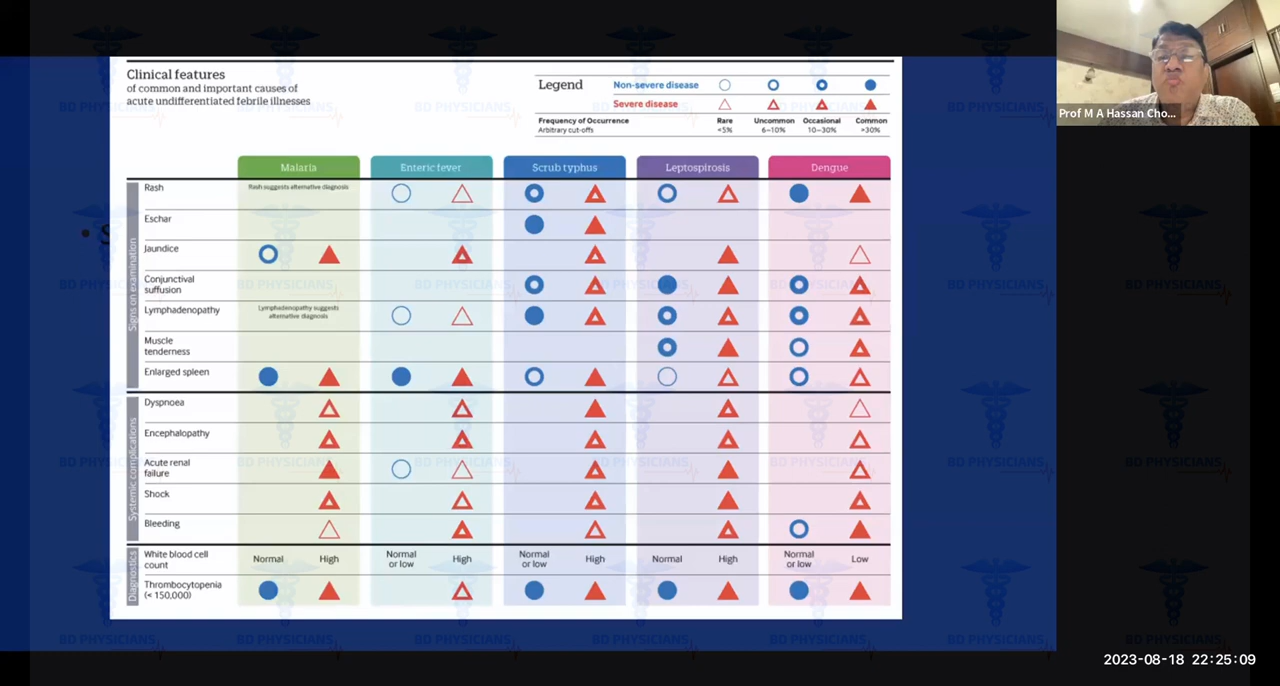 Clinical features
of common and important causes of
acute undifferentiated febrile illnesses
Legend
Non-severe disease
Severe disease
Frequency of Occurrence Rare Uncommon Occasional Common
Arbitrary cut-offs <5% 6–10% 10–30% >30%
Malaria Enteric fever Scrub typhus Leptospirosis Dengue
Signs on examination
Rash Rash suggests alternative diagnosis
Eschar
Jaundice
Conjunctival
suffusion
Lymphadenopathy Lymphadenopathy suggests
alternative diagnosis
Muscle
tenderness
Enlarged spleen
Systemic complications
Dyspnoea
Encephalopathy
Acute renal
failure
Shock
Bleeding
Diagnostics
White blood cell Normal High Normal High Normal High Normal High Normal Low
count or low or low or low
Thrombocytopenia
(< 150,000)
Prof M A Hassan Cho...
BD PHYSICIANS
2023-08-18 22:25:09